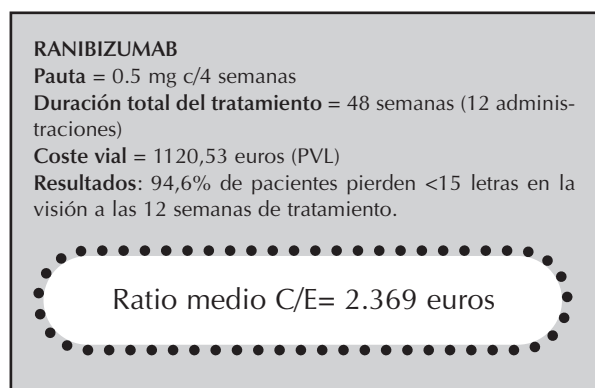 RANIBIZUMAB
Pauta = 0.5 mg c/4 semanas
Duración total del tratamiento = 48 semanas (12 adminis-
traciones)
Coste vial = 1120,53 euros (PVL)
Resultados: 94,6% de pacientes pierden <15 letras en la
visión a las 12 semanas de tratamiento.
Ratio medio C/E= 2.369 euros